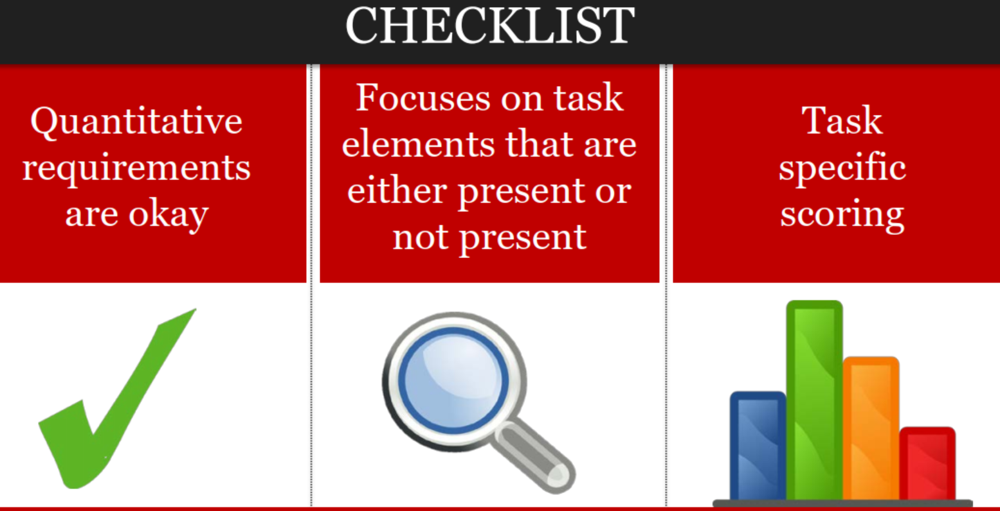 CHECKLIST
Quantitative
requirements
are okay
Focuses on task
elements that are
either present or
not present
Task
specific
scoring